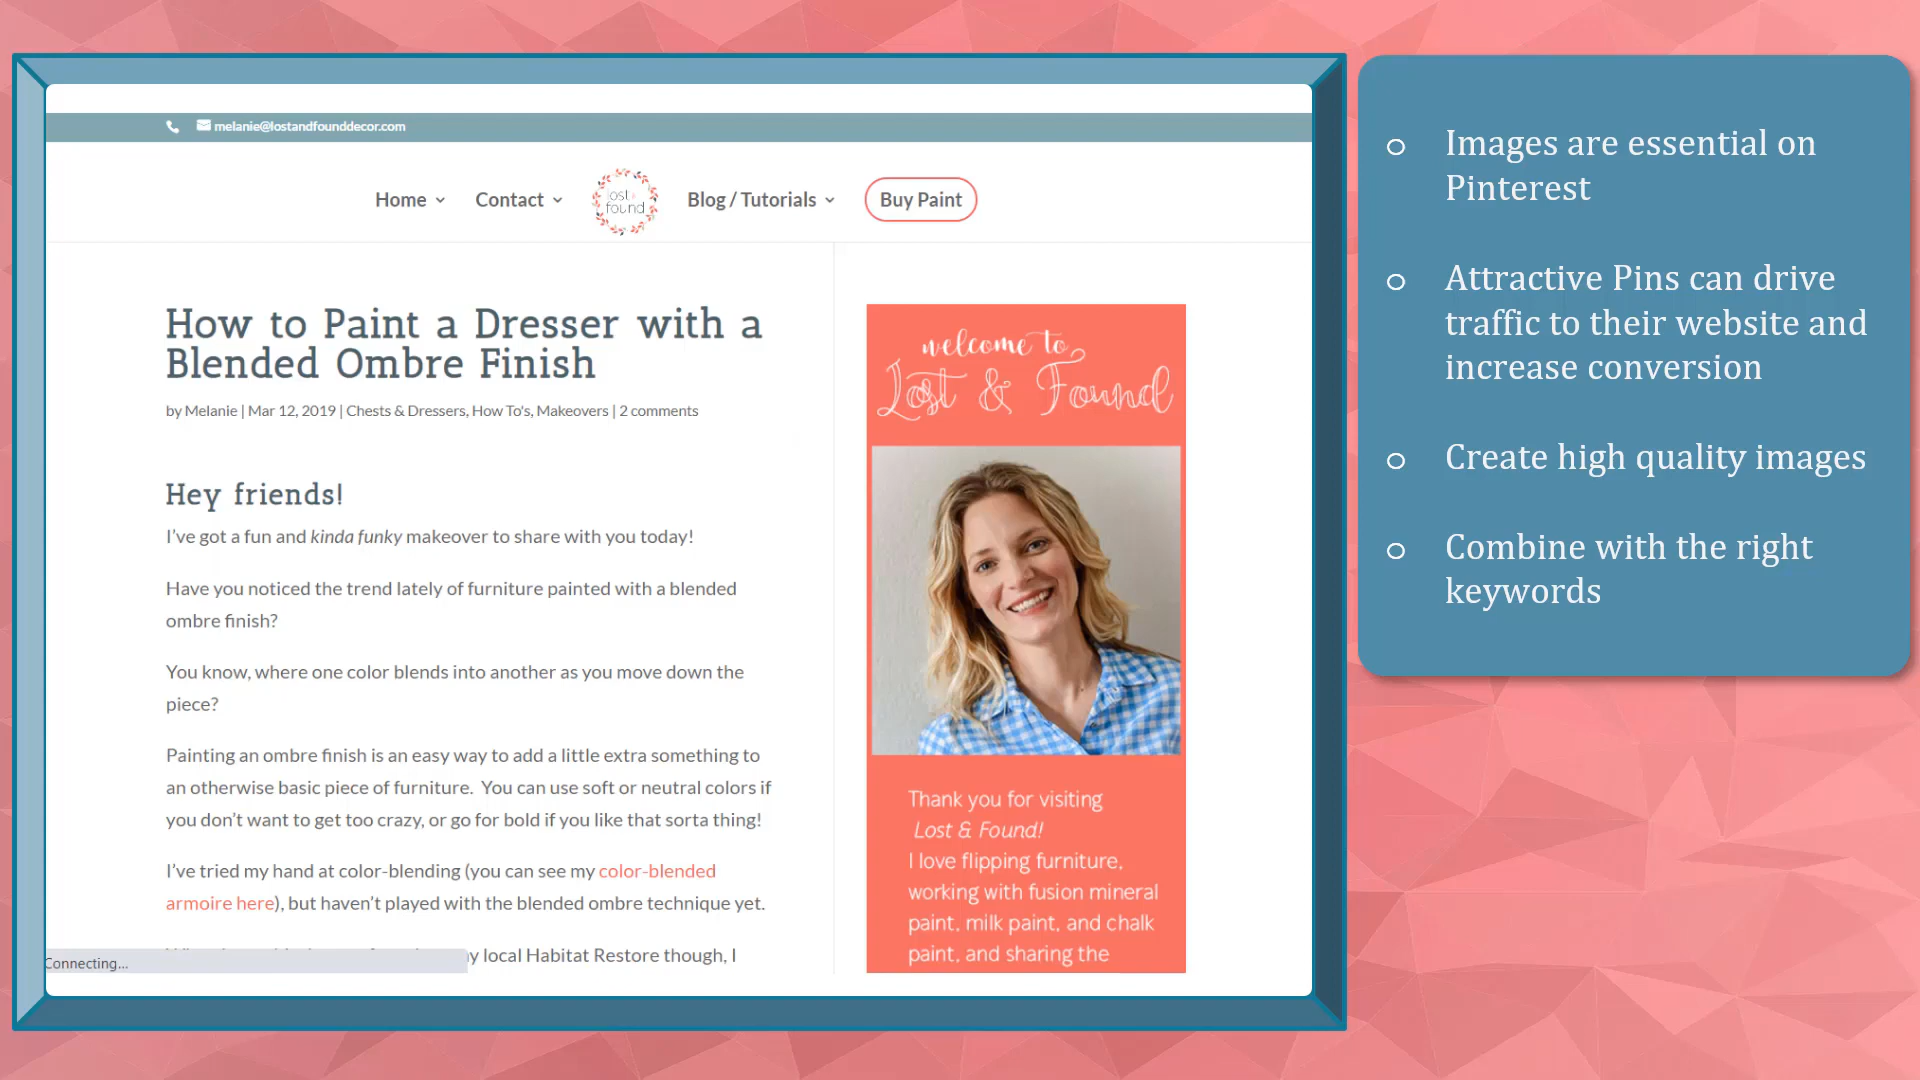 melanie@lostandfounddecor.com
Home
Contact
lost &
found
Blog / Tutorials
Buy Paint
How to Paint a Dresser with a
Blended Ombre Finish
by Melanie | Mar 12, 2019 | Chests & Dressers, How To's, Makeovers | 2 comments
Hey friends!
I've got a fun and kinda funky makeover to share with you today!
Have you noticed the trend lately of furniture painted with a blended
ombre finish?
You know, where one color blends into another as you move down the
piece?
Painting an ombre finish is an easy way to add a little extra something to
an otherwise basic piece of furniture.  You can use soft or neutral colors if
you don't want to get too crazy, or go for bold if you like that sorta thing!
I've tried my hand at color-blending (you can see my color-blended
armoire here), but haven't played with the blended ombre technique yet.
local Habitat Restore though, I
Connecting...
welcome to
Lost & Found
Thank you for visiting
Lost & Found!
I love flipping furniture,
working with fusion mineral
paint, milk paint, and chalk
paint, and sharing the
Images are essential on
Pinterest
Attractive Pins can drive
traffic to their website and
increase conversion
Create high quality images
Combine with the right
keywords